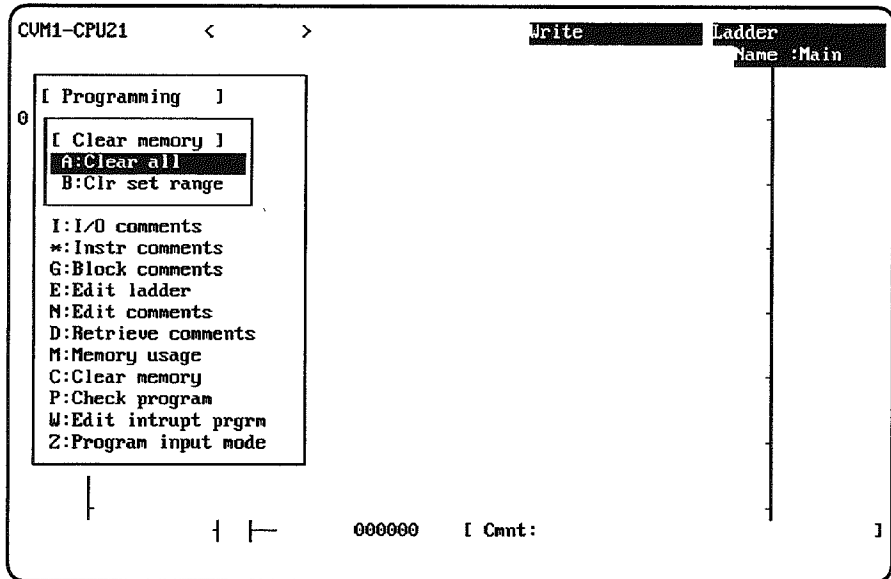 CVM1-CPU21 < > Write Ladder
Name :Main
[ Programming ]
0
[ Clear memory ]
A:Clear all
B:Clr set range
I:I/O comments
*:Instr comments
G:Block comments
E:Edit ladder
N:Edit comments
D:Retrieve comments
M:Memory usage
C:Clear memory
P:Check program
W:Edit intrupt prgrm
Z:Program input mode
000000 [ Cmnt: ]